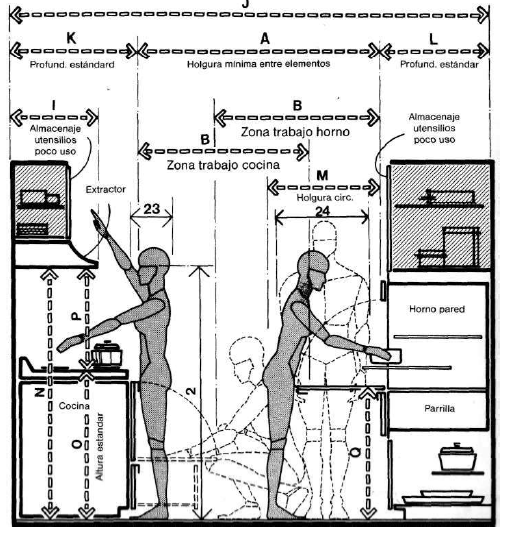 J
K
A
L
Profund. estándard
Holgura mínima entre elementos
Profund. estándar
I
B
Almacenaje
utensilios
poco uso
Zona trabajo horno
Almacenaje
utensilios
poco uso
B
Zona trabajo cocina
M
Extractor
Holgura circ.
23
24
P
Horno pared
N
2
Cocina
Parrilla
O
Altura estandar
Q